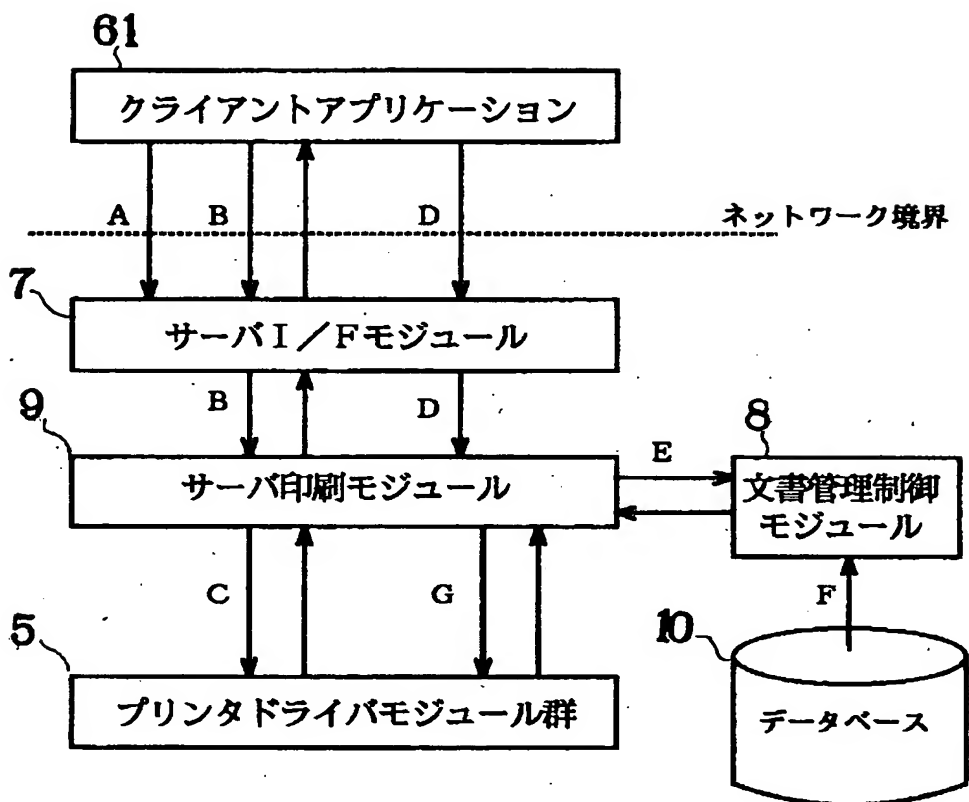 61
クライアントアプリケーション
A B D
ネットワーク境界
7
サーバI/Fモジュール
B D
9
8
E
サーバ印刷モジュール
文書管理制御
モジュール
C G
F
5
10
プリンタドライバモジュール群
データベース